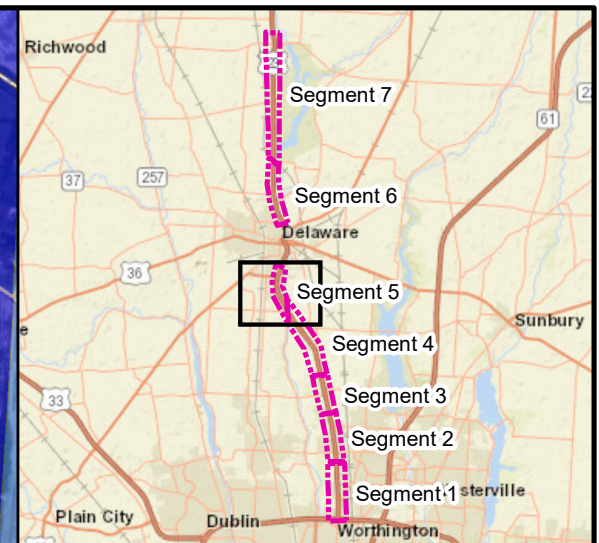 Richwood
Segment 7
61
37
257
Segment 6
Delaware
36
Segment 5
Sunbury
Segment 4
33
Segment 3
Segment 2
Segment 1
sterville
Plain City
Dublin
Worthington